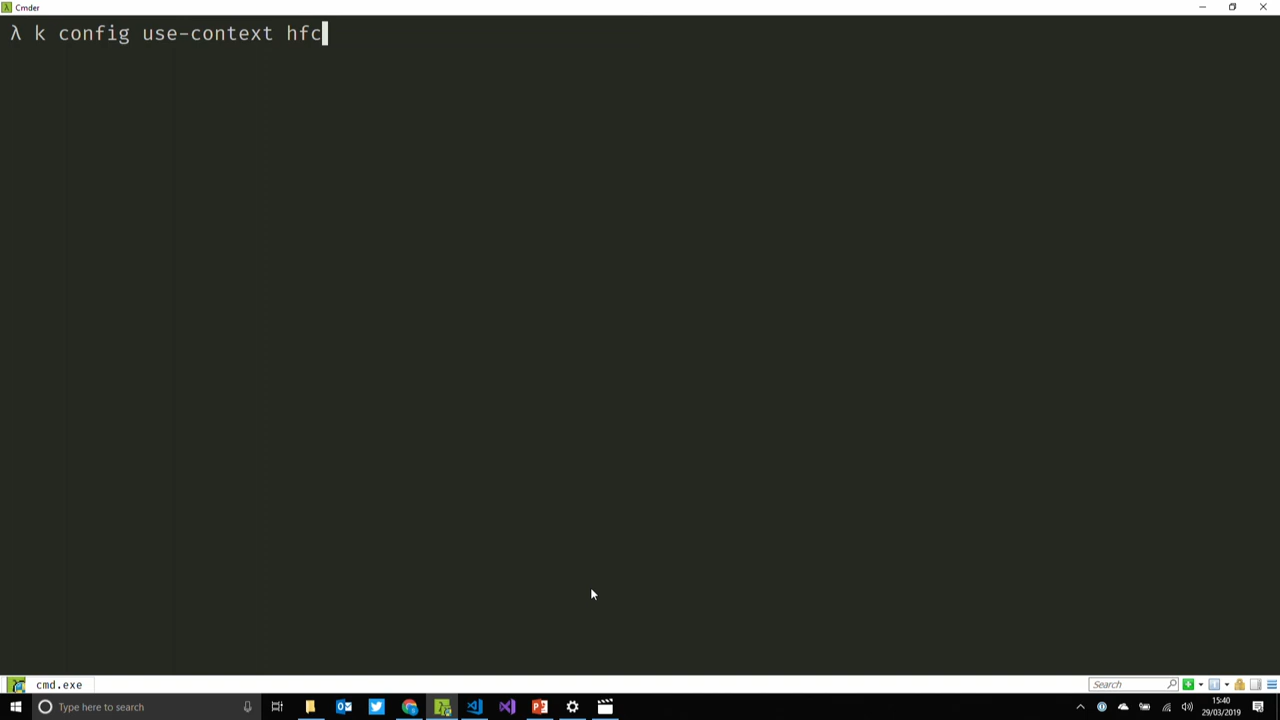 Cmder
λ k config use-context hfc
cmd.exe
Search
Type here to search
15:40
29/03/2019